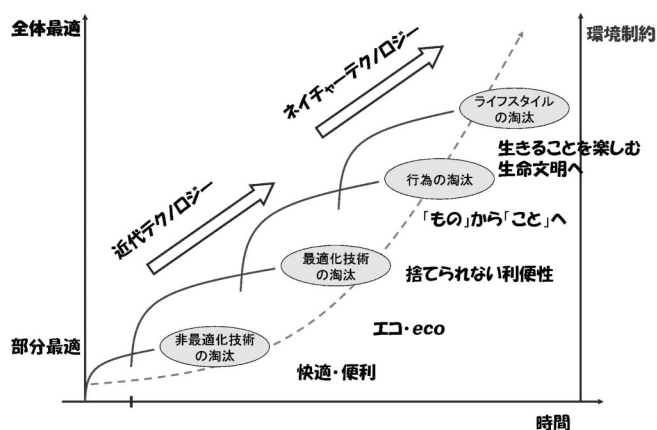 全体最適
環境制約
ネイチャーテクノロジー
ライフスタイル
の淘汰
生きることを楽しむ
生命文明へ
行為の淘汰
近代テクノロジー
「もの」から「こと」へ
最適化技術
の淘汰
捨てられない利便性
部分最適
非最適化技術
の淘汰
エコ・eco
快適・便利
時間